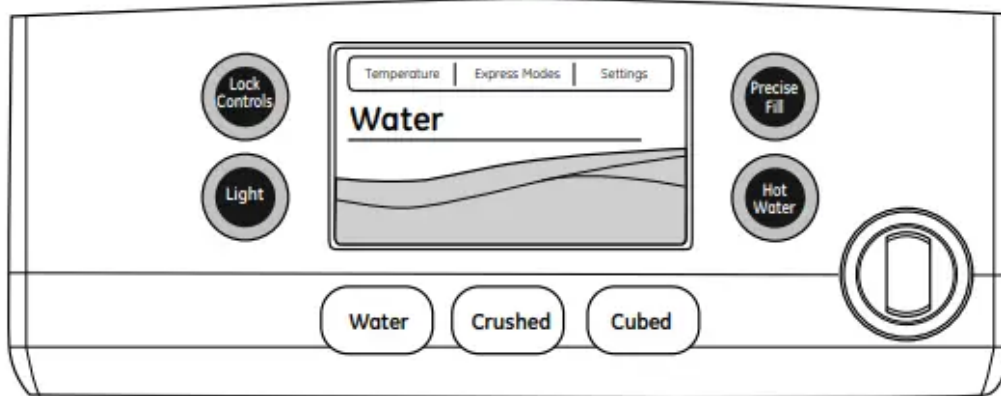 Lock
Controls
Light
Temperature | Express Modes | Settings
Water
Precise
Fill
Hot
Water
Water
Crushed
Cubed